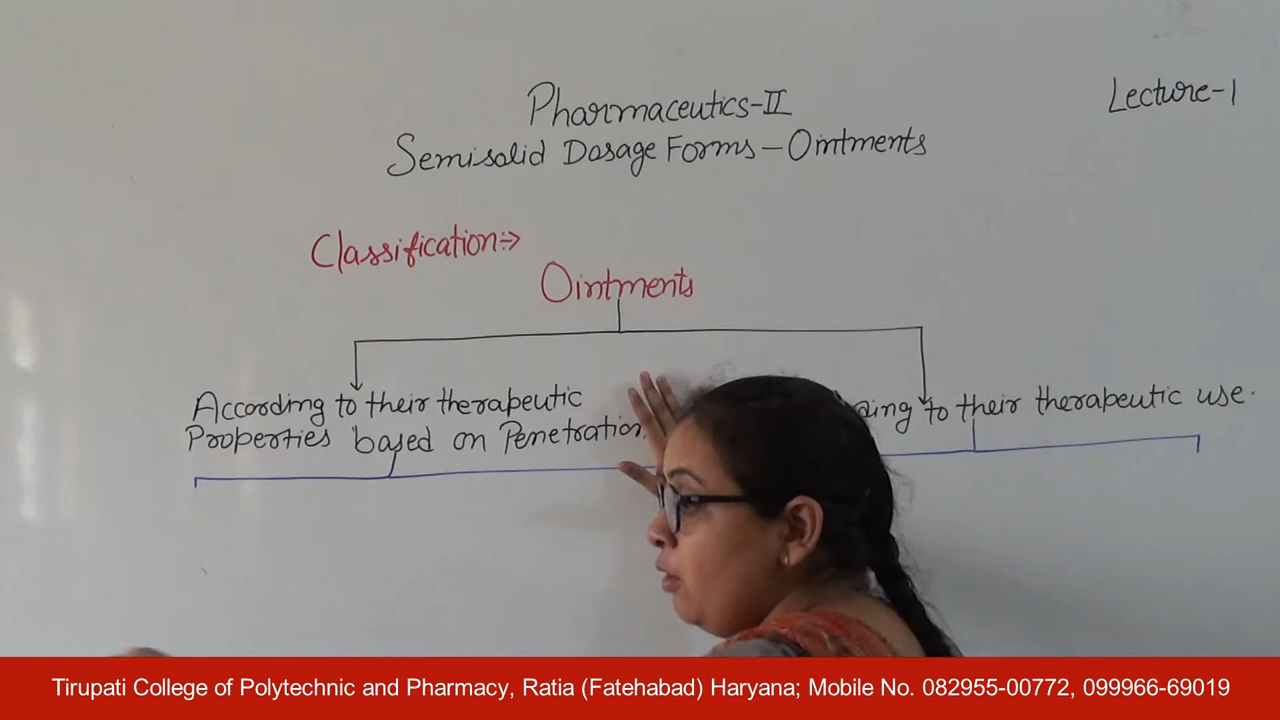 Pharmaceutics-II
Lecture-1
Semisolid Dosage Forms – Ointments
Classification:->
Ointments
According to their therapeutic
Properties based on Penetration
to their therapeutic use.
Tirupati College of Polytechnic and Pharmacy, Ratia (Fatehabad) Haryana; Mobile No. 082955-00772, 099966-69019